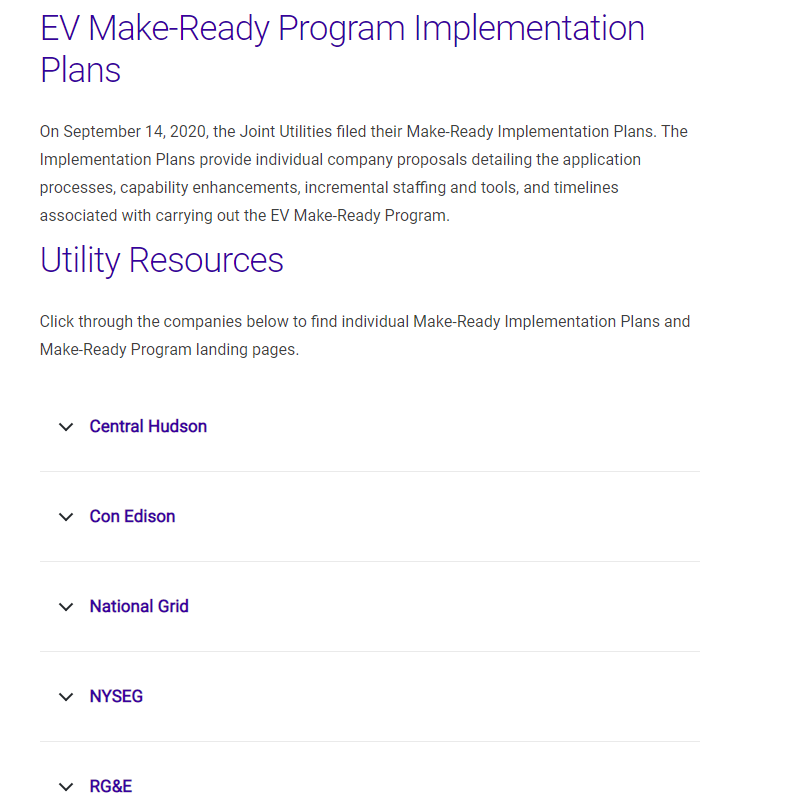 EV Make-Ready Program Implementation
Plans
On September 14, 2020, the Joint Utilities filed their Make-Ready Implementation Plans. The
Implementation Plans provide individual company proposals detailing the application
processes, capability enhancements, incremental staffing and tools, and timelines
associated with carrying out the EV Make-Ready Program.
Utility Resources
Click through the companies below to find individual Make-Ready Implementation Plans and
Make-Ready Program landing pages.
Central Hudson
Con Edison
National Grid
NYSEG
RG&E